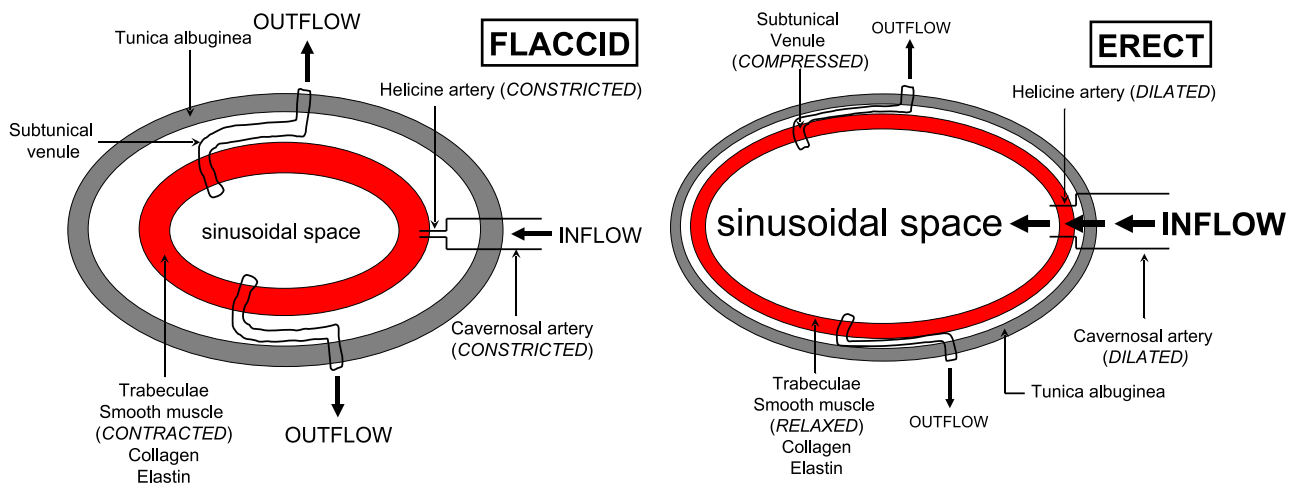 OUTFLOW
Tunica albuginea
FLACCID
Helicine artery (CONSTRICTED)
Subtunical
venule
sinusoidal space
INFLOW
Cavernosal artery
(CONSTRICTED)
Trabeculae
Smooth muscle
(CONTRACTED)
Collagen
Elastin
OUTFLOW
Subtunical
Venule
(COMPRESSED)
OUTFLOW
ERECT
Helicine artery (DILATED)
sinusoidal space
INFLOW
Cavernosal artery
(DILATED)
Tunica albuginea
Trabeculae
Smooth muscle
(RELAXED)
Collagen
Elastin
OUTFLOW